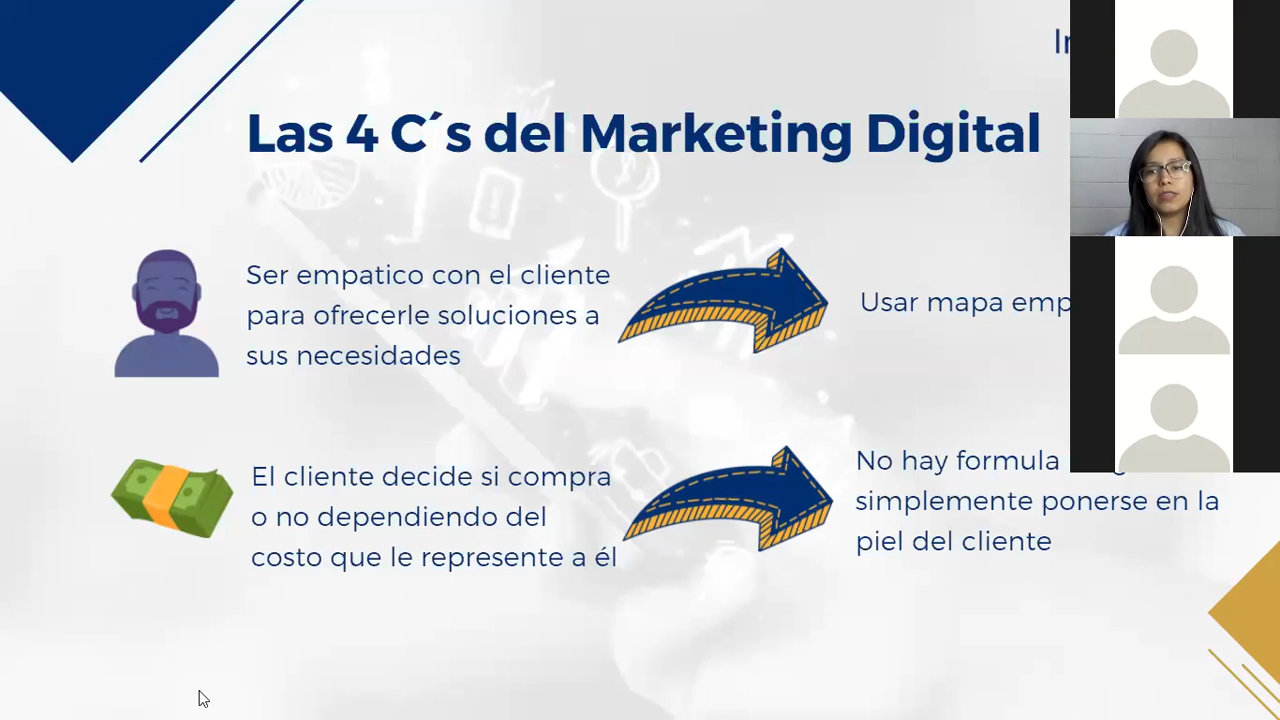 Las 4 C´s del Marketing Digital
Ser empatico con el cliente
para ofrecerle soluciones a
sus necesidades
Usar mapa
El cliente decide si compra
o no dependiendo del
costo que le represente a él
No hay formula
simplemente ponerse en la
piel del cliente